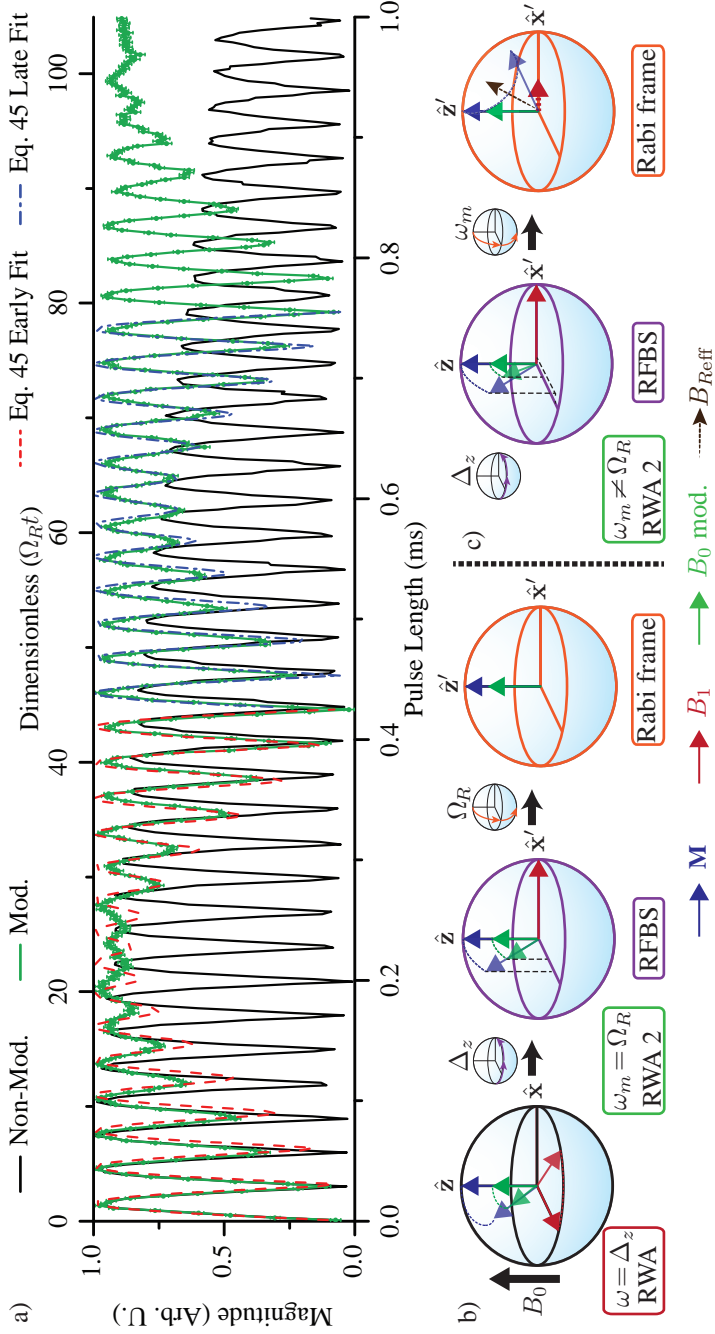 a)
Non-Mod.
Mod.
Eq. 45 Early Fit
Eq. 45 Late Fit
Dimensionless (Ω_R t)
0 20 40 60 80 100
Magnitude (Arb. U.)
1.0
0.5
0.0
0.0 0.2 0.4 0.6 0.8 1.0
Pulse Length (ms)
b)
B_0
ẑ
x̂
ω = Δ_z
RWA
Δ_z
ẑ
x̂′
RFBS
ω_m = Ω_R
RWA 2
Ω_R
ẑ′
x̂′
Rabi frame
c)
Δ_z
ẑ
x̂′
RFBS
ω_m ≠ Ω_R
RWA 2
ω_m
ẑ′
x̂′
Rabi frame
M
B_1
B_0 mod.
B_Reff